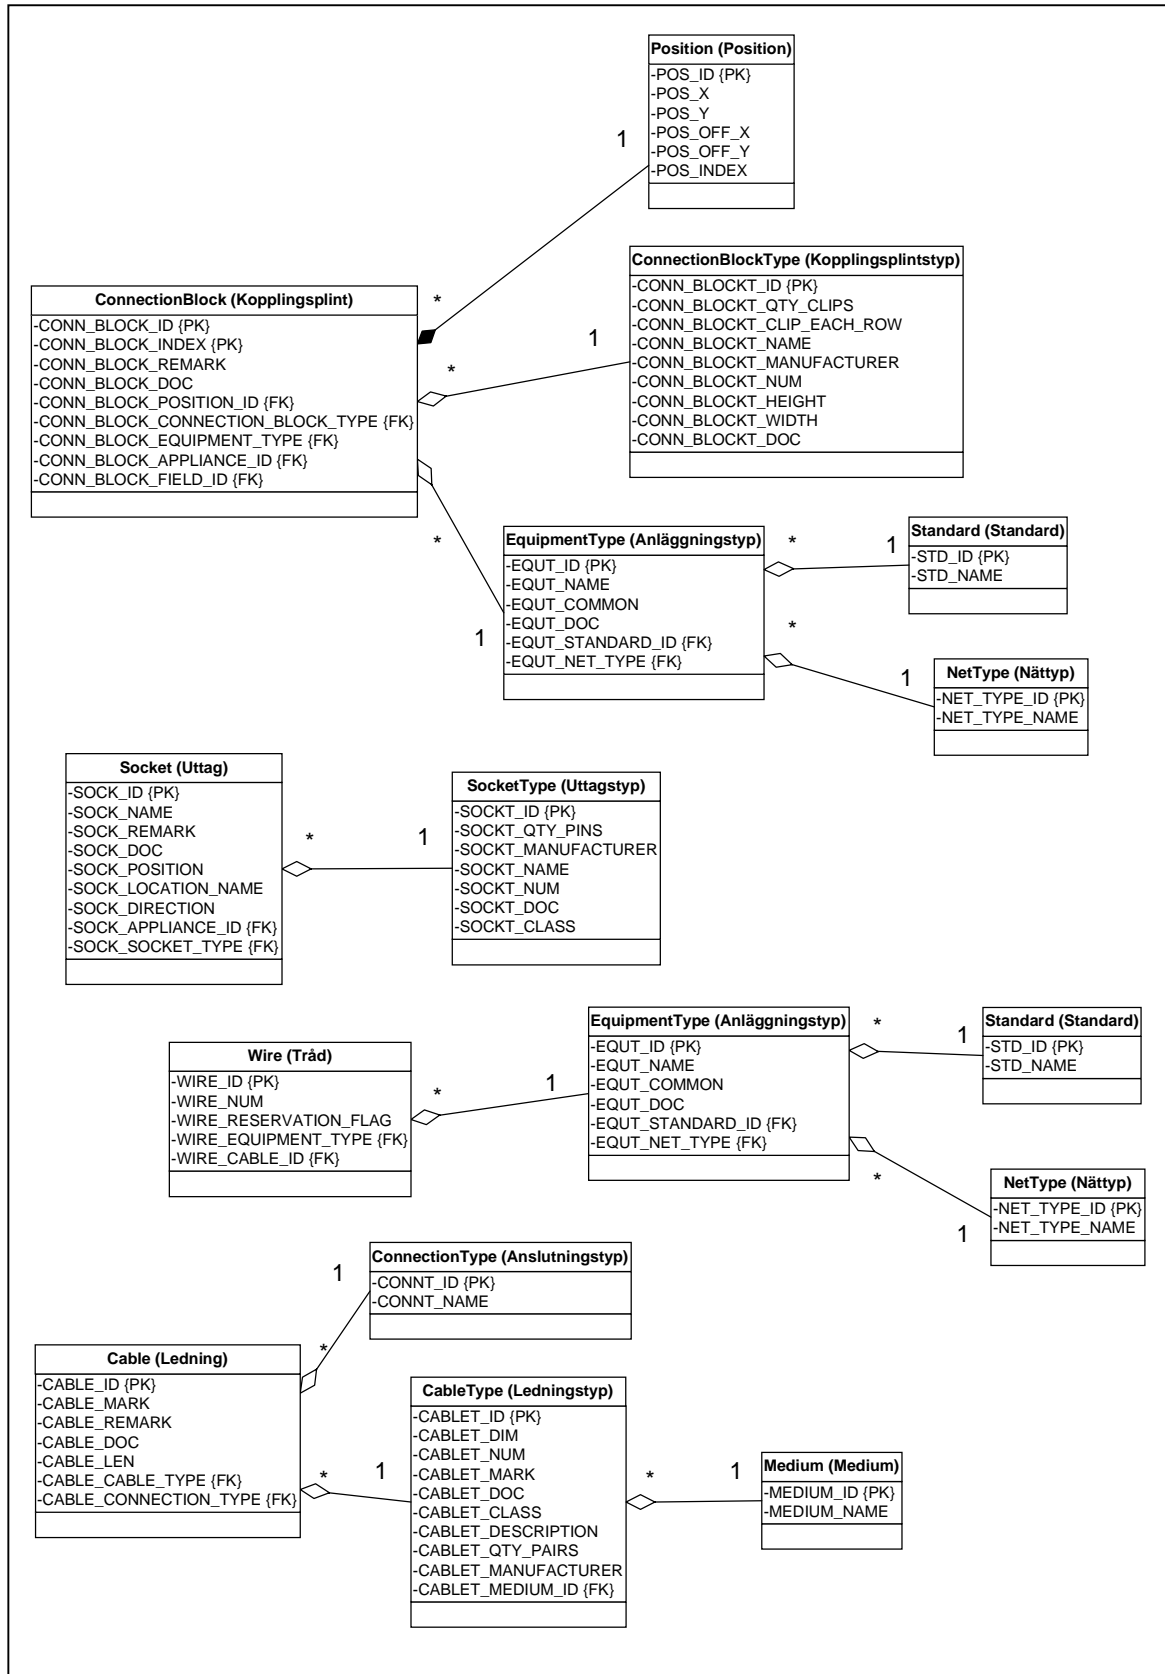 Position (Position)
-POS_ID {PK}
-POS_X
-POS_Y
-POS_OFF_X
-POS_OFF_Y
-POS_INDEX
1
*
ConnectionBlockType (Kopplingsplintstyp)
-CONN_BLOCKT_ID {PK}
-CONN_BLOCKT_QTY_CLIPS
-CONN_BLOCKT_CLIP_EACH_ROW
-CONN_BLOCKT_NAME
-CONN_BLOCKT_MANUFACTURER
-CONN_BLOCKT_NUM
-CONN_BLOCKT_HEIGHT
-CONN_BLOCKT_WIDTH
-CONN_BLOCKT_DOC
1
*
ConnectionBlock (Kopplingsplint)
-CONN_BLOCK_ID {PK}
-CONN_BLOCK_INDEX {PK}
-CONN_BLOCK_REMARK
-CONN_BLOCK_DOC
-CONN_BLOCK_POSITION_ID {FK}
-CONN_BLOCK_CONNECTION_BLOCK_TYPE {FK}
-CONN_BLOCK_EQUIPMENT_TYPE {FK}
-CONN_BLOCK_APPLIANCE_ID {FK}
-CONN_BLOCK_FIELD_ID {FK}
*
1
EquipmentType (Anläggningstyp)
-EQUT_ID {PK}
-EQUT_NAME
-EQUT_COMMON
-EQUT_DOC
-EQUT_STANDARD_ID {FK}
-EQUT_NET_TYPE {FK}
*
1
Standard (Standard)
-STD_ID {PK}
-STD_NAME
*
1
NetType (Nättyp)
-NET_TYPE_ID {PK}
-NET_TYPE_NAME
Socket (Uttag)
-SOCK_ID {PK}
-SOCK_NAME
-SOCK_REMARK
-SOCK_DOC
-SOCK_POSITION
-SOCK_LOCATION_NAME
-SOCK_DIRECTION
-SOCK_APPLIANCE_ID {FK}
-SOCK_SOCKET_TYPE {FK}
*
1
SocketType (Uttagstyp)
-SOCKT_ID {PK}
-SOCKT_QTY_PINS
-SOCKT_MANUFACTURER
-SOCKT_NAME
-SOCKT_NUM
-SOCKT_DOC
-SOCKT_CLASS
Wire (Tråd)
-WIRE_ID {PK}
-WIRE_NUM
-WIRE_RESERVATION_FLAG
-WIRE_EQUIPMENT_TYPE {FK}
-WIRE_CABLE_ID {FK}
*
1
EquipmentType (Anläggningstyp)
-EQUT_ID {PK}
-EQUT_NAME
-EQUT_COMMON
-EQUT_DOC
-EQUT_STANDARD_ID {FK}
-EQUT_NET_TYPE {FK}
*
1
Standard (Standard)
-STD_ID {PK}
-STD_NAME
*
1
NetType (Nättyp)
-NET_TYPE_ID {PK}
-NET_TYPE_NAME
ConnectionType (Anslutningstyp)
-CONNT_ID {PK}
-CONNT_NAME
1
*
Cable (Ledning)
-CABLE_ID {PK}
-CABLE_MARK
-CABLE_REMARK
-CABLE_DOC
-CABLE_LEN
-CABLE_CABLE_TYPE {FK}
-CABLE_CONNECTION_TYPE {FK}
*
1
CableType (Ledningstyp)
-CABLET_ID {PK}
-CABLET_DIM
-CABLET_NUM
-CABLET_MARK
-CABLET_DOC
-CABLET_CLASS
-CABLET_DESCRIPTION
-CABLET_QTY_PAIRS
-CABLET_MANUFACTURER
-CABLET_MEDIUM_ID {FK}
*
1
Medium (Medium)
-MEDIUM_ID {PK}
-MEDIUM_NAME